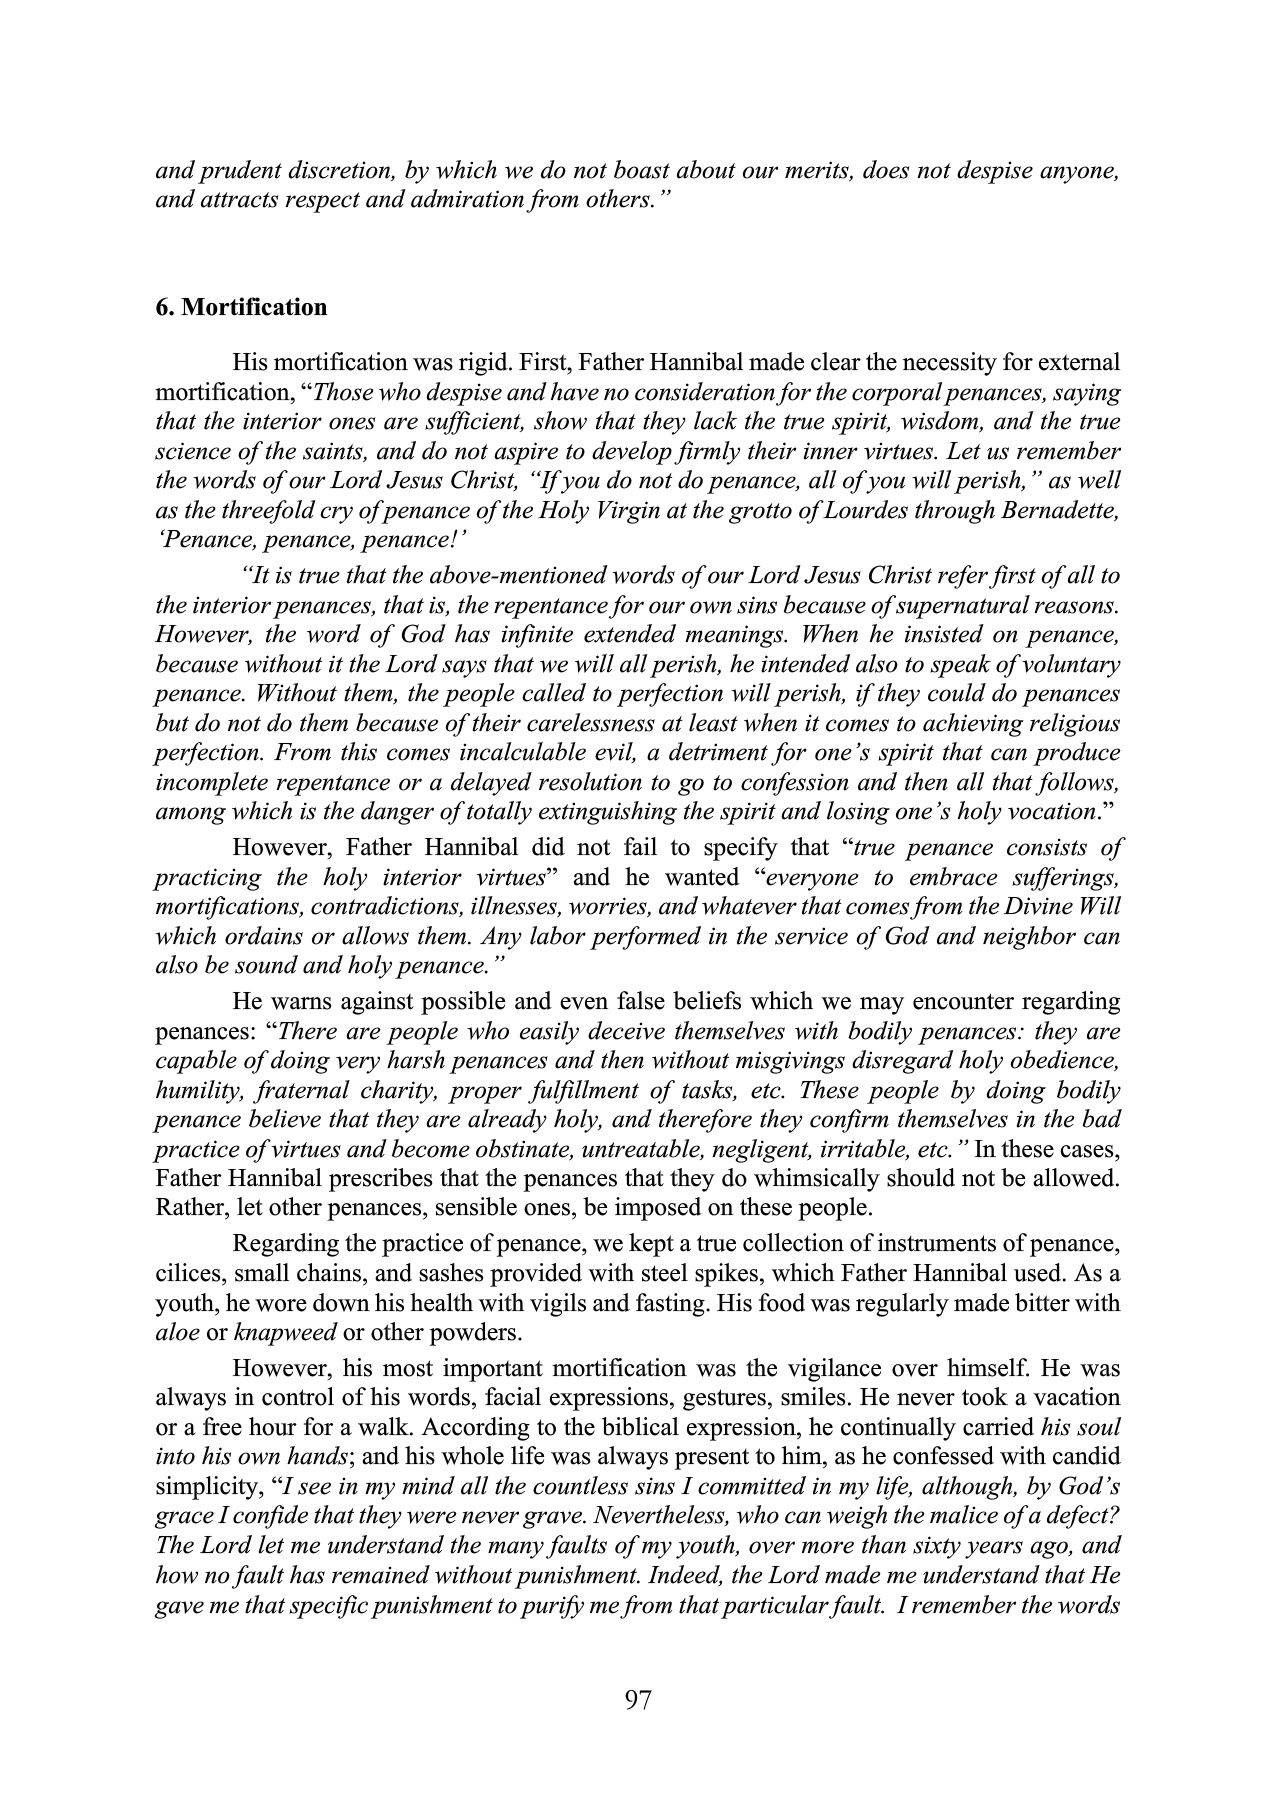 and prudent discretion, by which we do not boast about our merits, does not despise anyone,
and attracts respect and admiration from others.”
6. Mortification
His mortification was rigid. First, Father Hannibal made clear the necessity for external
mortification, “Those who despise and have no consideration for the corporal penances, saying
that the interior ones are sufficient, show that they lack the true spirit, wisdom, and the true
science of the saints, and do not aspire to develop firmly their inner virtues. Let us remember
the words of our Lord Jesus Christ, “If you do not do penance, all of you will perish,” as well
as the threefold cry of penance of the Holy Virgin at the grotto of Lourdes through Bernadette,
‘Penance, penance, penance!’
“It is true that the above-mentioned words of our Lord Jesus Christ refer first of all to
the interior penances, that is, the repentance for our own sins because of supernatural reasons.
However, the word of God has infinite extended meanings. When he insisted on penance,
because without it the Lord says that we will all perish, he intended also to speak of voluntary
penance. Without them, the people called to perfection will perish, if they could do penances
but do not do them because of their carelessness at least when it comes to achieving religious
perfection. From this comes incalculable evil, a detriment for one’s spirit that can produce
incomplete repentance or a delayed resolution to go to confession and then all that follows,
among which is the danger of totally extinguishing the spirit and losing one’s holy vocation.”
However, Father Hannibal did not fail to specify that “true penance consists of
practicing the holy interior virtues” and he wanted “everyone to embrace sufferings,
mortifications, contradictions, illnesses, worries, and whatever that comes from the Divine Will
which ordains or allows them. Any labor performed in the service of God and neighbor can
also be sound and holy penance.”
He warns against possible and even false beliefs which we may encounter regarding
penances: “There are people who easily deceive themselves with bodily penances: they are
capable of doing very harsh penances and then without misgivings disregard holy obedience,
humility, fraternal charity, proper fulfillment of tasks, etc. These people by doing bodily
penance believe that they are already holy, and therefore they confirm themselves in the bad
practice of virtues and become obstinate, untreatable, negligent, irritable, etc.” In these cases,
Father Hannibal prescribes that the penances that they do whimsically should not be allowed.
Rather, let other penances, sensible ones, be imposed on these people.
Regarding the practice of penance, we kept a true collection of instruments of penance,
cilices, small chains, and sashes provided with steel spikes, which Father Hannibal used. As a
youth, he wore down his health with vigils and fasting. His food was regularly made bitter with
aloe or knapweed or other powders.
However, his most important mortification was the vigilance over himself. He was
always in control of his words, facial expressions, gestures, smiles. He never took a vacation
or a free hour for a walk. According to the biblical expression, he continually carried his soul
into his own hands; and his whole life was always present to him, as he confessed with candid
simplicity, “I see in my mind all the countless sins I committed in my life, although, by God’s
grace I confide that they were never grave. Nevertheless, who can weigh the malice of a defect?
The Lord let me understand the many faults of my youth, over more than sixty years ago, and
how no fault has remained without punishment. Indeed, the Lord made me understand that He
gave me that specific punishment to purify me from that particular fault. I remember the words
97